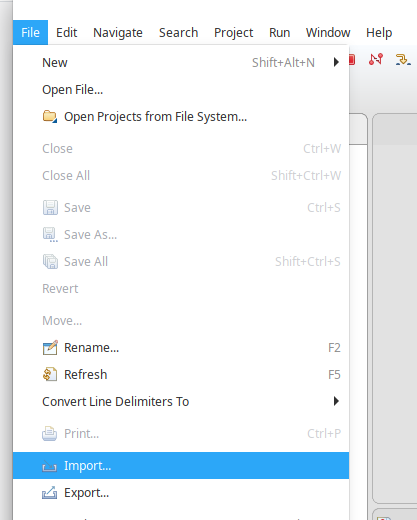 File Edit Navigate Search Project Run Window Help
New Shift+Alt+N
Open File...
Open Projects from File System...
Close Ctrl+W
Close All Shift+Ctrl+W
Save Ctrl+S
Save As...
Save All Shift+Ctrl+S
Revert
Move...
Rename... F2
Refresh F5
Convert Line Delimiters To
Print... Ctrl+P
Import...
Export...